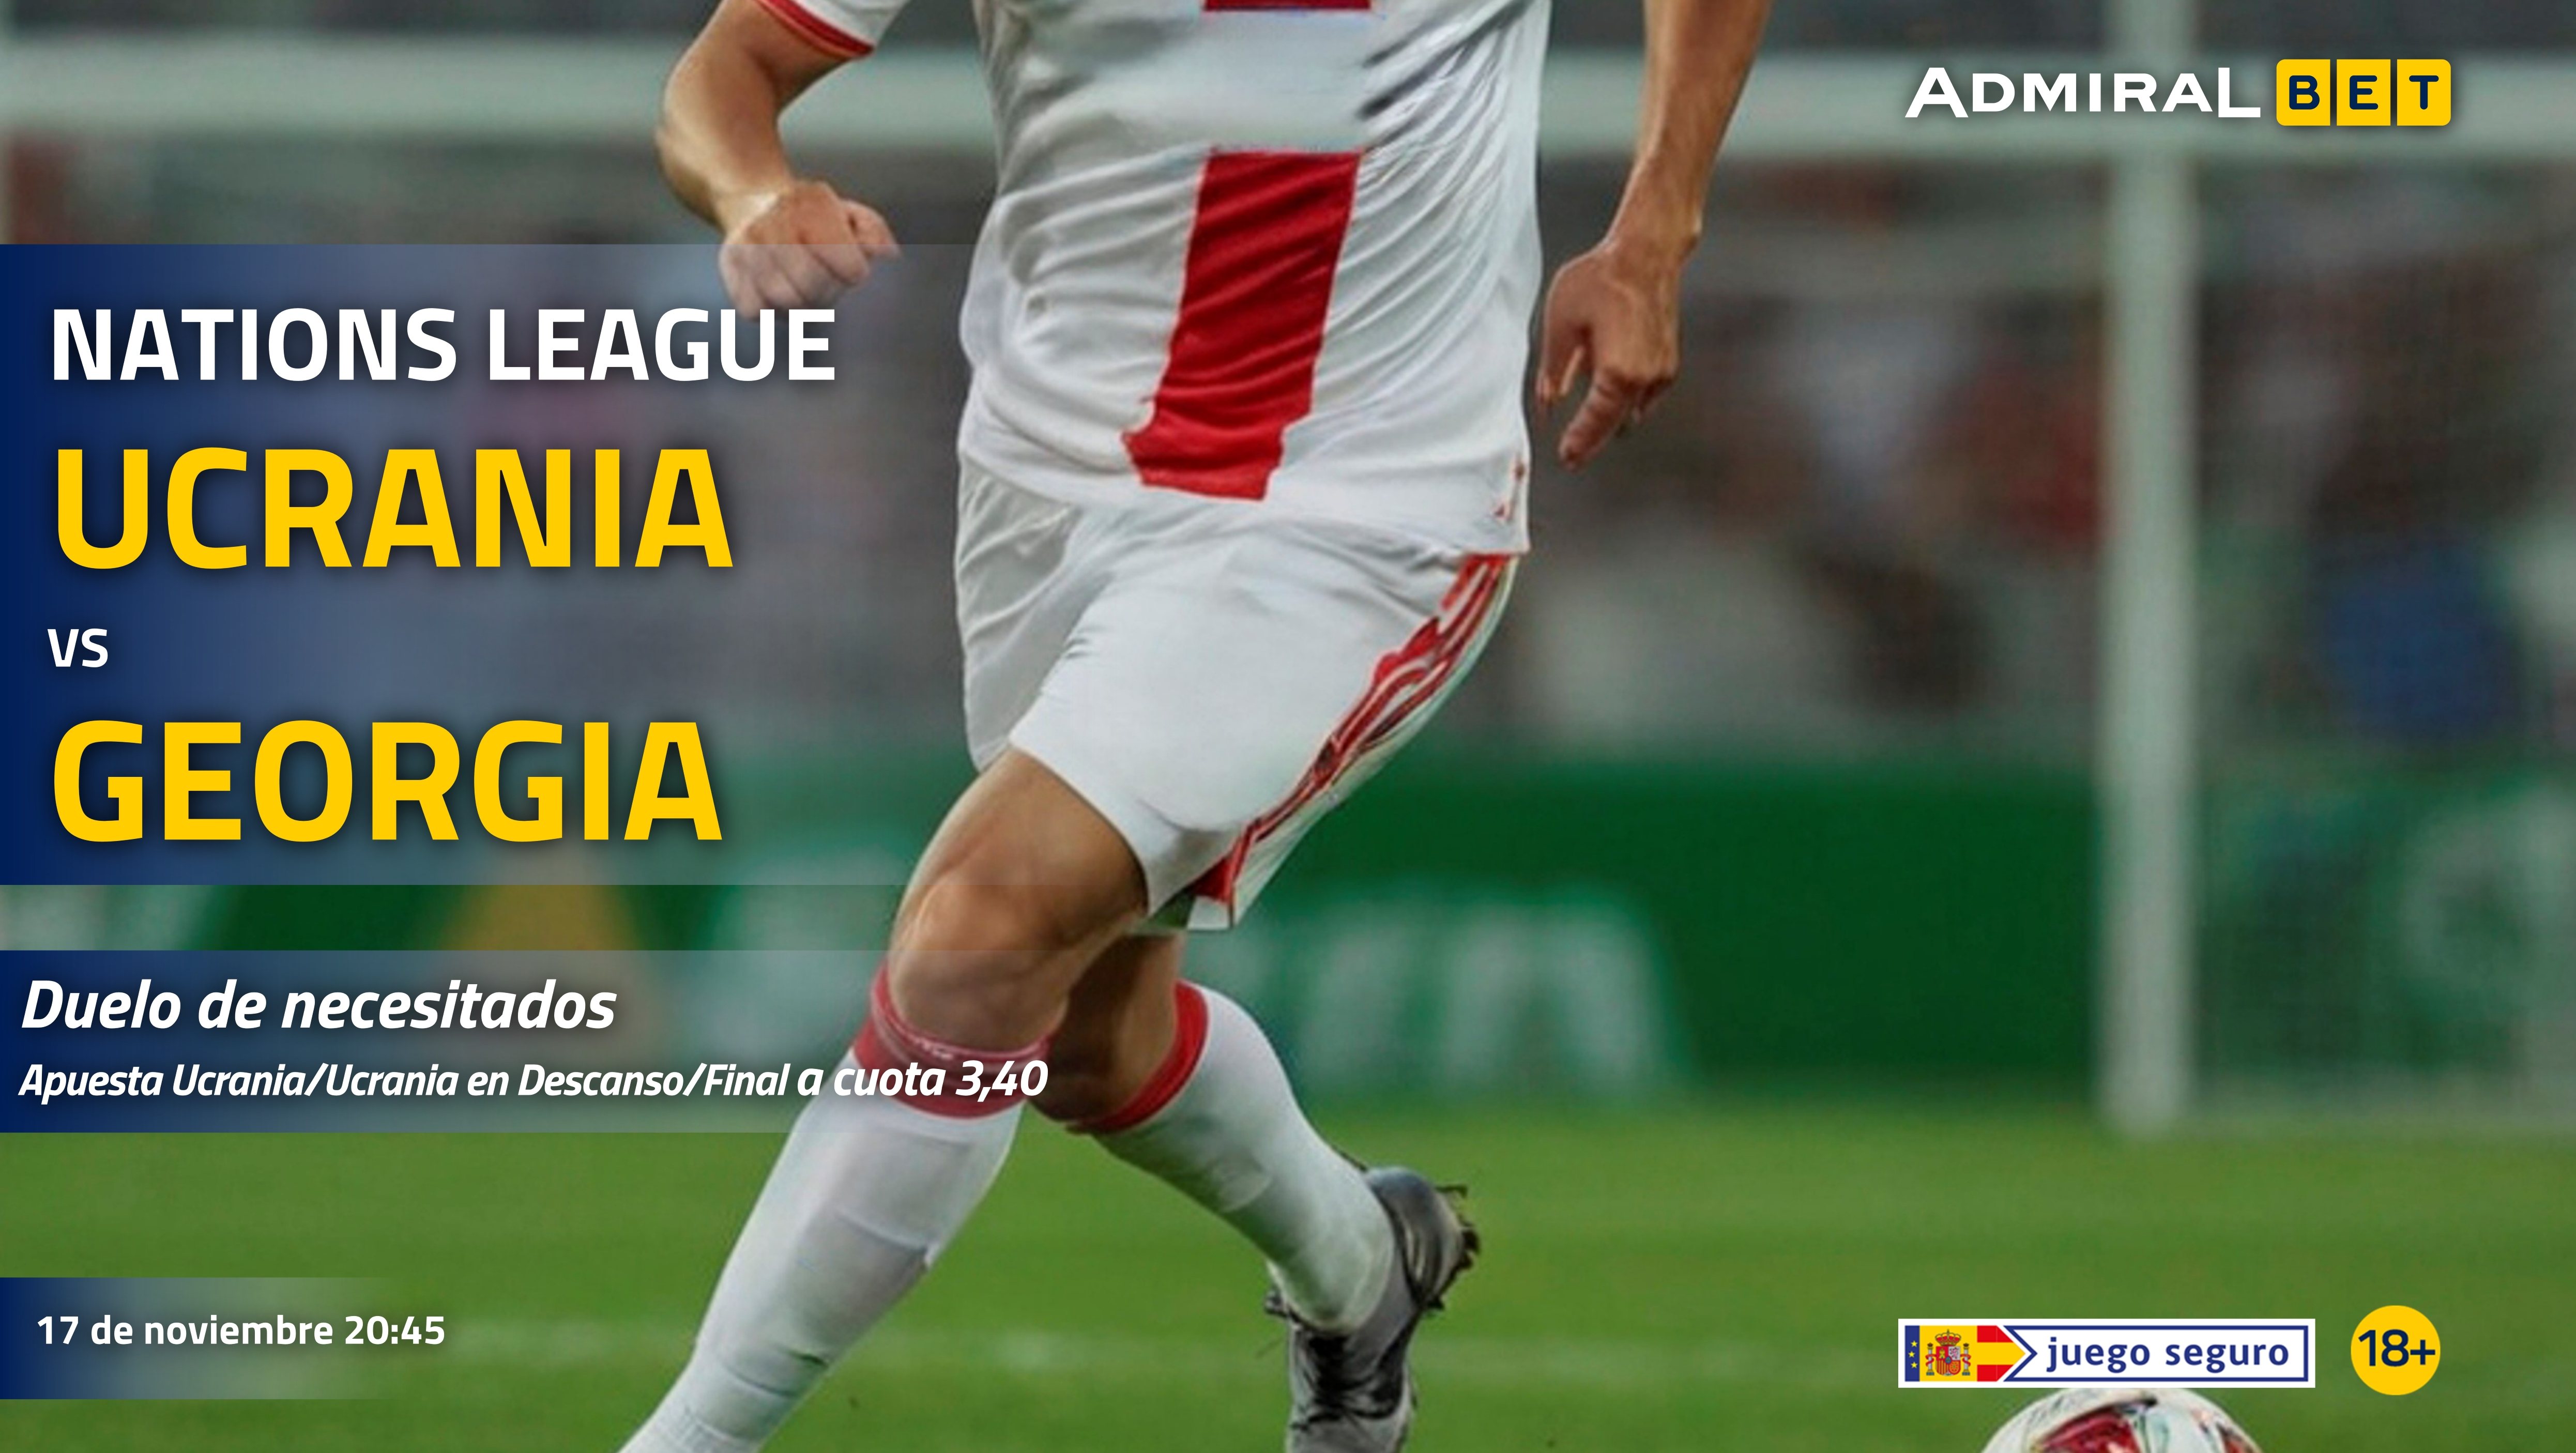 ADMIRAL BET
NATIONS LEAGUE
UCRANIA
VS
GEORGIA
Duelo de necesitados
Apuesta Ucrania/Ucrania en Descanso/Final a cuota 3,40
17 de noviembre 20:45
juego seguro
18+